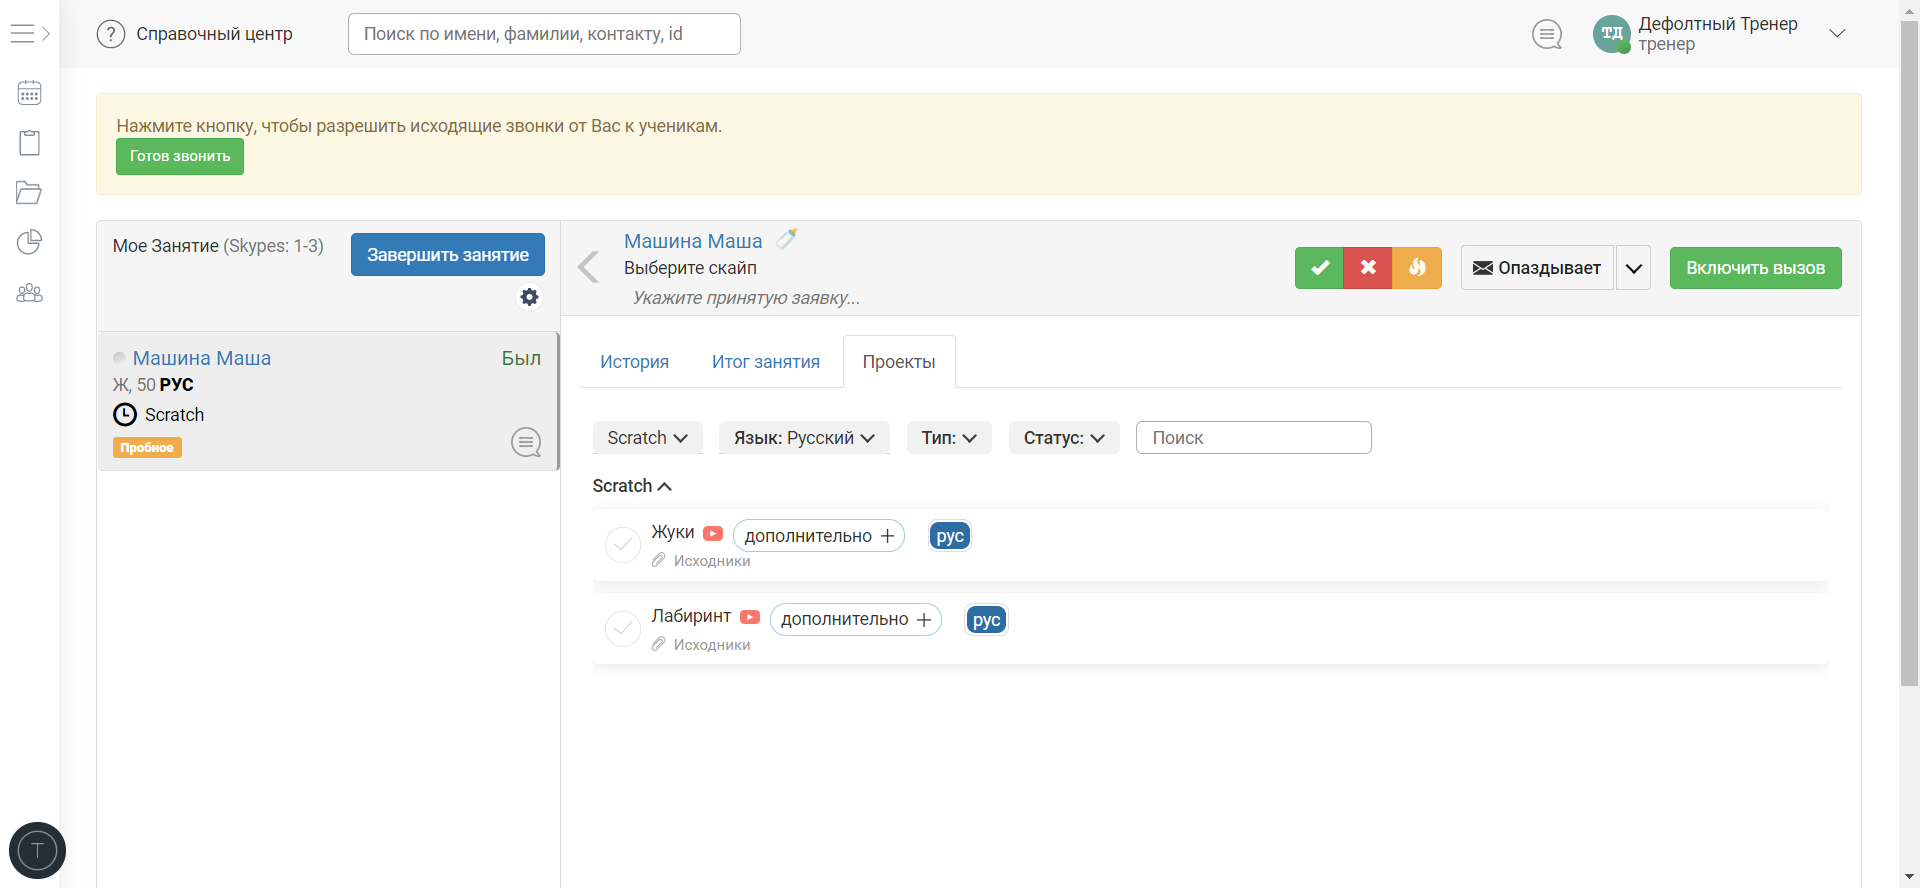 Справочный центр
Поиск по имени, фамилии, контакту, id
ТД
Дефолтный Тренер
тренер
Нажмите кнопку, чтобы разрешить исходящие звонки от Вас к ученикам.
Готов звонить
Мое Занятие (Skypes: 1-3)
Завершить занятие
Машина Маша
Был
Ж, 50 РУС
Scratch
Пробное
Машина Маша
Выберите скайп
Укажите принятую заявку...
Опаздывает
Включить вызов
История
Итог занятия
Проекты
Scratch
Язык: Русский
Тип:
Статус:
Поиск
Scratch
Жуки
дополнительно +
рус
Исходники
Лабиринт
дополнительно +
рус
Исходники
T